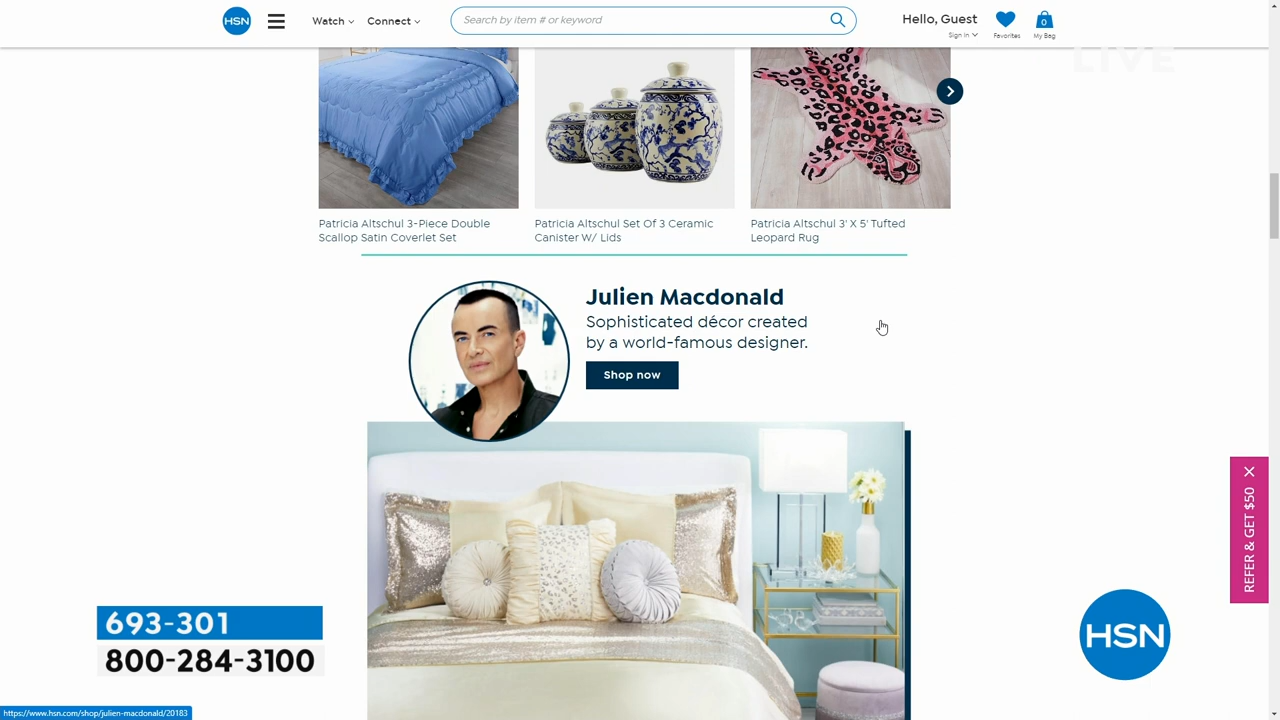 HSN
Watch
Connect
Search by item # or keyword
Hello, Guest
Sign In
Favorites
0
My Bag
LIVE
Patricia Altschul 3-Piece Double
Scallop Satin Coverlet Set
Patricia Altschul Set Of 3 Ceramic
Canister W/ Lids
Patricia Altschul 3' X 5' Tufted
Leopard Rug
Julien Macdonald
Sophisticated décor created
by a world-famous designer.
Shop now
REFER & GET $50
693-301
800-284-3100
HSN
https://www.hsn.com/shop/julien-macdonald/20183